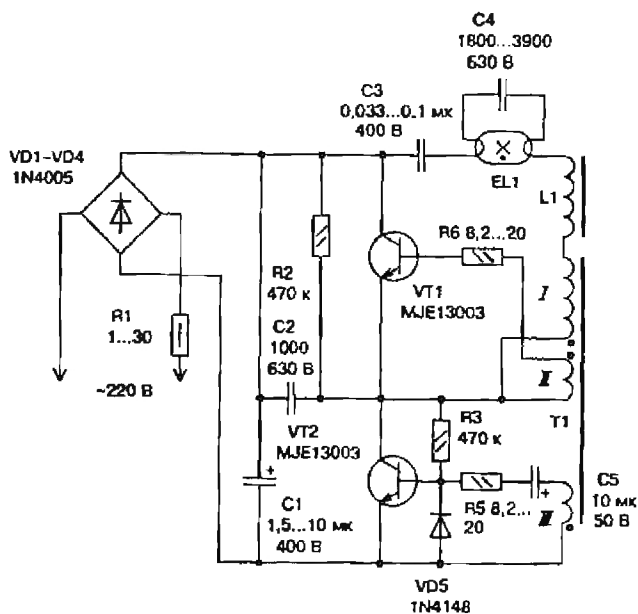 C4
1800...3900
630 В
C3
0,033...0.1 мк
400 В
VD1-VD4
1N4005
EL1
L1
R6 8,2...20
R2
470 к
VT1
MJE13003
I
R1
1...30
C2
1000
630 В
II
~220 В
R3
470 к
T1
VT2
MJE13003
C5
10 мк
50 В
+
C1
1,5...10 мк
400 В
R5 8,2...
20
+
III
VD5
1N4148